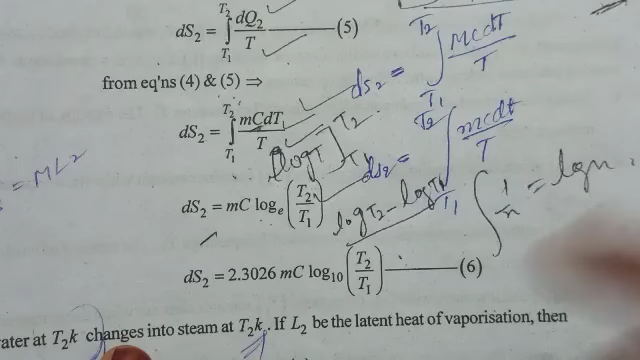 dS₂ = ∫T₁^T₂ dQ₂/T ———(5)
dS₂ = ∫T₁^T₂ mcdT/T
from eq'ns (4) & (5) ⇒
dS₂ = ∫T₁^T₂ mCdT₁/T
[log T]T₁^T₂
dS₂ = ∫T₁^T₂ mcdt/T
= ML₂
dS₂ = mC logₑ (T₂/T₁)
log T₂ - log T₁
∫ 1/n = logn
dS₂ = 2.3026 mC log₁₀ (T₂/T₁) ———(6)
ater at T₂k changes into steam at T₂k. If L₂ be the latent heat of vaporisation, then